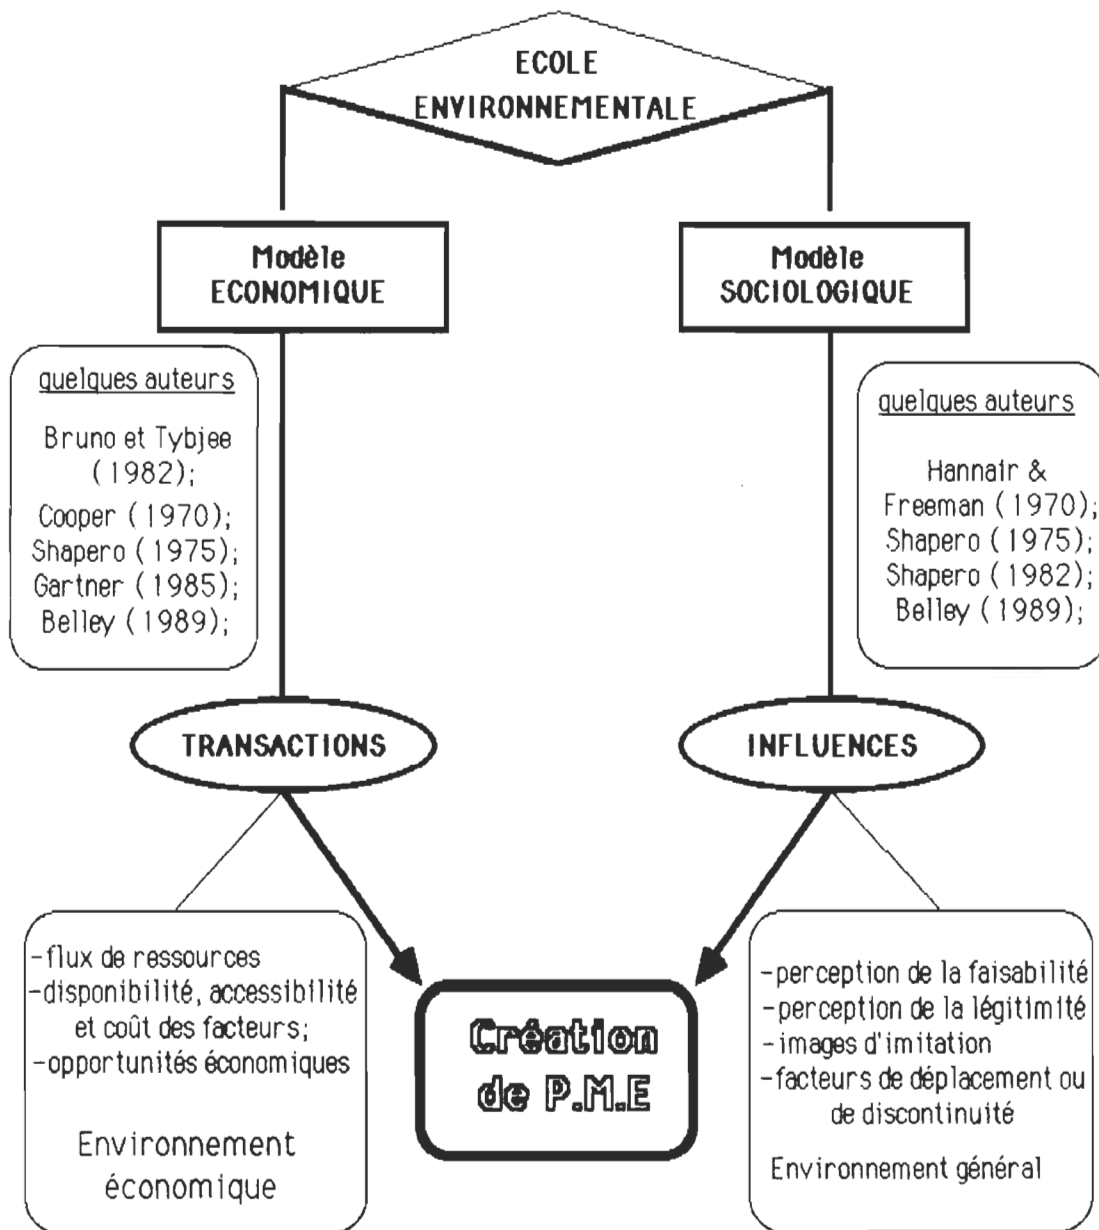 ECOLE
ENVIRONNEMENTALE
Modèle
ECONOMIQUE
Modèle
SOCIOLOGIQUE
quelques auteurs
Bruno et Tybjee
(1982);
Cooper (1970);
Shapero (1975);
Gartner (1985);
Belley (1989);
quelques auteurs
Hannair &
Freeman (1970);
Shapero (1975);
Shapero (1982);
Belley (1989);
TRANSACTIONS
INFLUENCES
-flux de ressources
-disponibilité, accessibilité
et coût des facteurs;
-opportunités économiques
Environnement
économique
Création
de P.M.E
-perception de la faisabilité
-perception de la légitimité
-images d'imitation
-facteurs de déplacement ou
de discontinuité
Environnement général